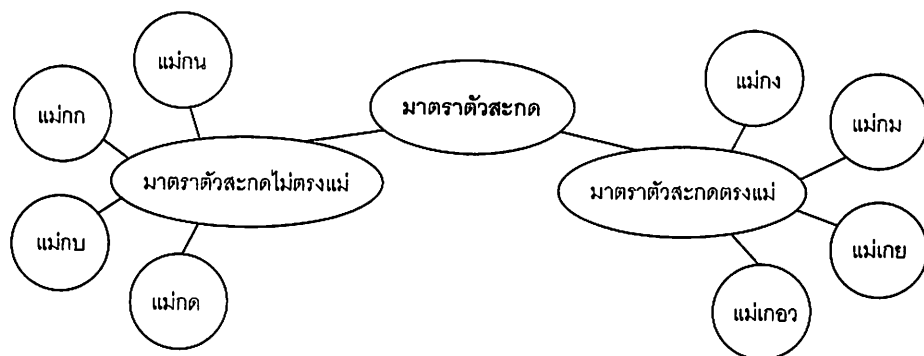 มาตราตัวสะกด
มาตราตัวสะกดไม่ตรงแม่
แม่กน
แม่กก
แม่กบ
แม่กด
มาตราตัวสะกดตรงแม่
แม่กง
แม่กม
แม่เกย
แม่เกอว